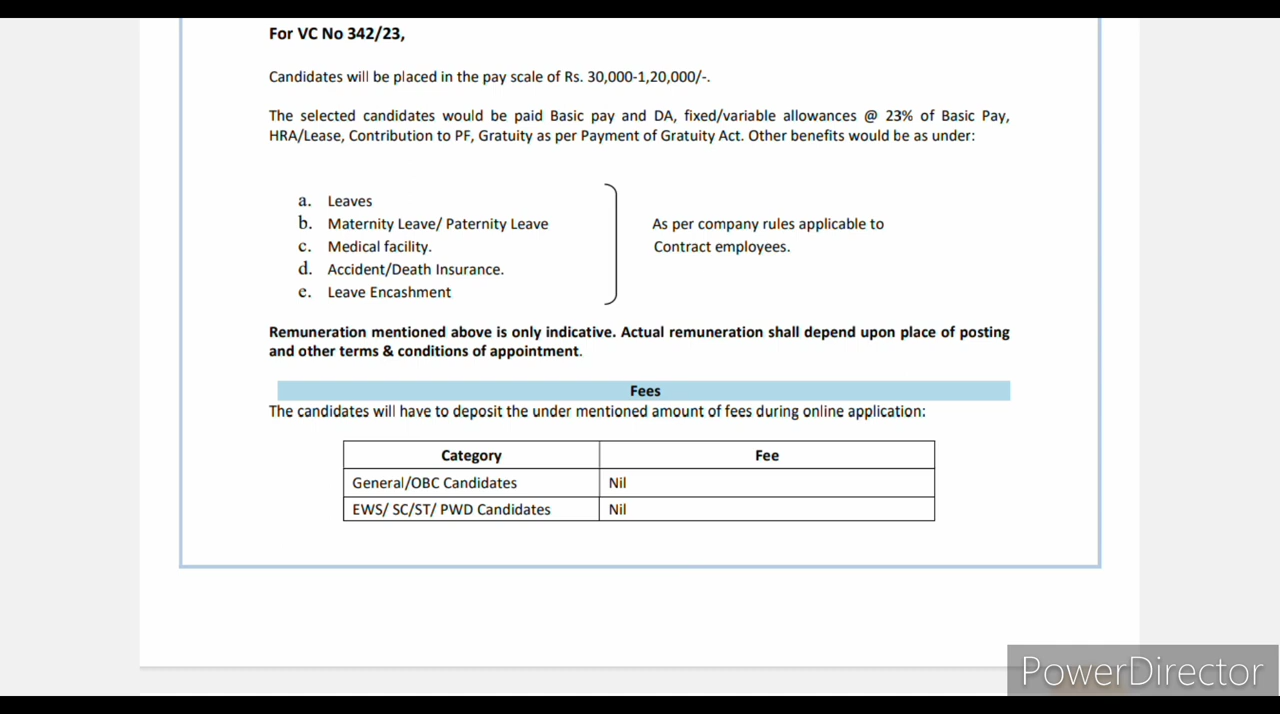 For VC No 342/23,
Candidates will be placed in the pay scale of Rs. 30,000-1,20,000/-.
The selected candidates would be paid Basic pay and DA, fixed/variable allowances @ 23% of Basic Pay,
HRA/Lease, Contribution to PF, Gratuity as per Payment of Gratuity Act. Other benefits would be as under:
a. Leaves
b. Maternity Leave/ Paternity Leave
c. Medical facility.
d. Accident/Death Insurance.
e. Leave Encashment
As per company rules applicable to
Contract employees.
Remuneration mentioned above is only indicative. Actual remuneration shall depend upon place of posting
and other terms & conditions of appointment.
Fees
The candidates will have to deposit the under mentioned amount of fees during online application:
Category Fee
General/OBC Candidates Nil
EWS/ SC/ST/ PWD Candidates Nil
PowerDirector